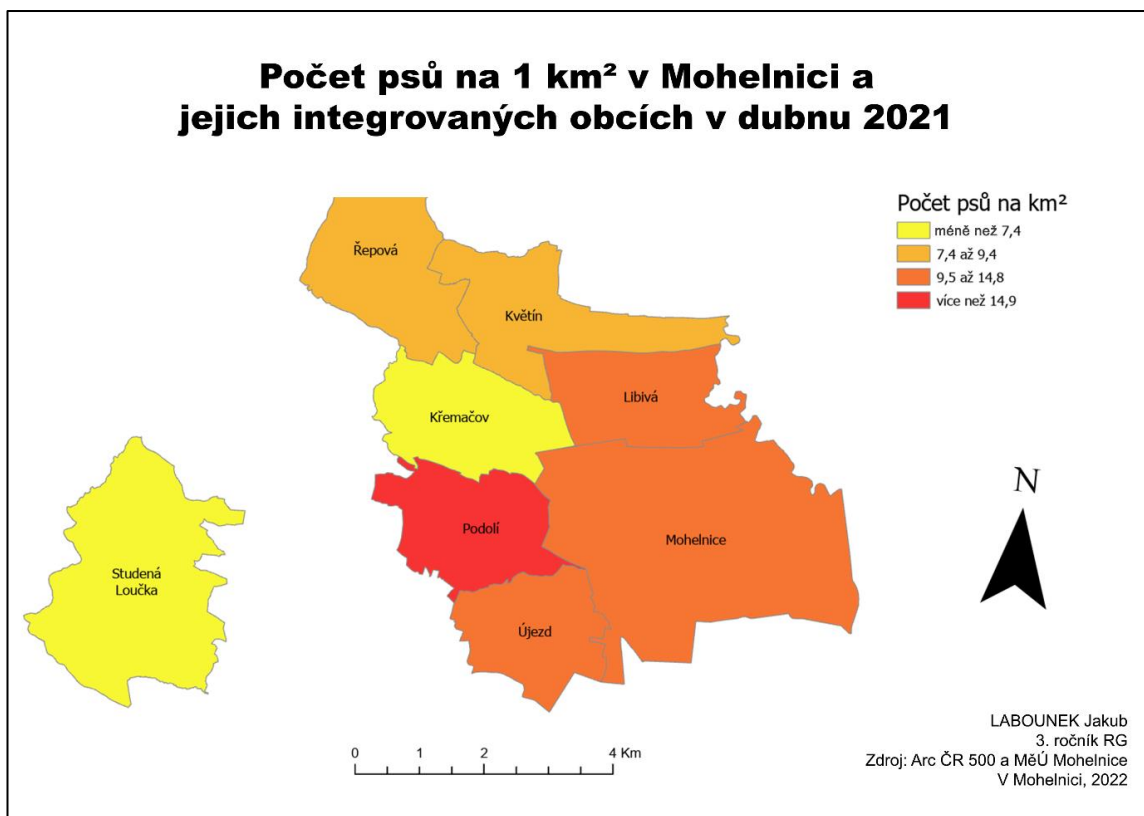 Počet psů na 1 km² v Mohelnici a
jejich integrovaných obcích v dubnu 2021
Počet psů na km²
méně než 7,4
7,4 až 9,4
9,5 až 14,8
více než 14,9
Řepová
Květín
Libivá
Křemačov
Podolí
Mohelnice
Studená
Loučka
Újezd
N
0 1 2 4 Km
LABOUNEK Jakub
3. ročník RG
Zdroj: Arc ČR 500 a MěÚ Mohelnice
V Mohelnici, 2022